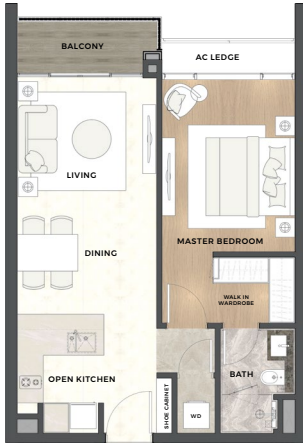 BALCONY
AC LEDGE
LIVING
MASTER BEDROOM
DINING
WALK IN
WARDROBE
BATH
OPEN KITCHEN
SHOE CABINET
WD